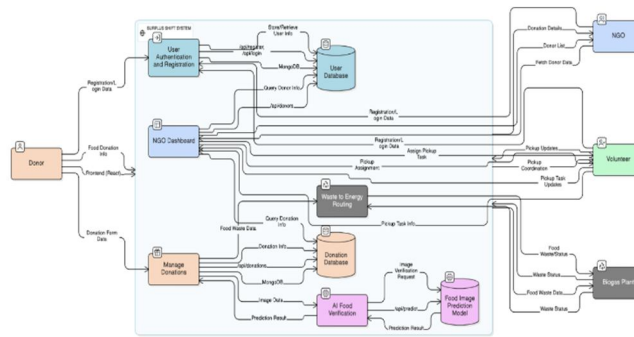 SURPLUS SHIFT SYSTEM
Store/Retrieve
User Info
/api/register,
/api/login
MongoDB
Query Donor Info
/api/donors
User
Authentication
and Registration
User
Database
Registration/L
ogin Data
Donor
Food Donation
Info
Frontend (React)
Donation Form
Data
NGO Dashboard
Registration/L
ogin Data
Registration/L
ogin Data
Assign Pickup
Task
Pickup
Assignment
Donation Details
Donor List
Fetch Donor Data
NGO
Pickup Updates
Pickup
Coordination
Pickup Task
Updates
Volunteer
Waste to Energy
Routing
Pickup Task Info
Food Waste Data
Query Donation
Info
Donation Info
/api/donations
MongoDB
Manage
Donations
Donation
Database
Image Data
Prediction Result
AI Food
Verification
Image
Verification
Request
/api/predict
Prediction Result
Food Image
Prediction
Model
Food
Waste/Status
Waste Status
Food Waste Data
Waste Status
Biogas Plant